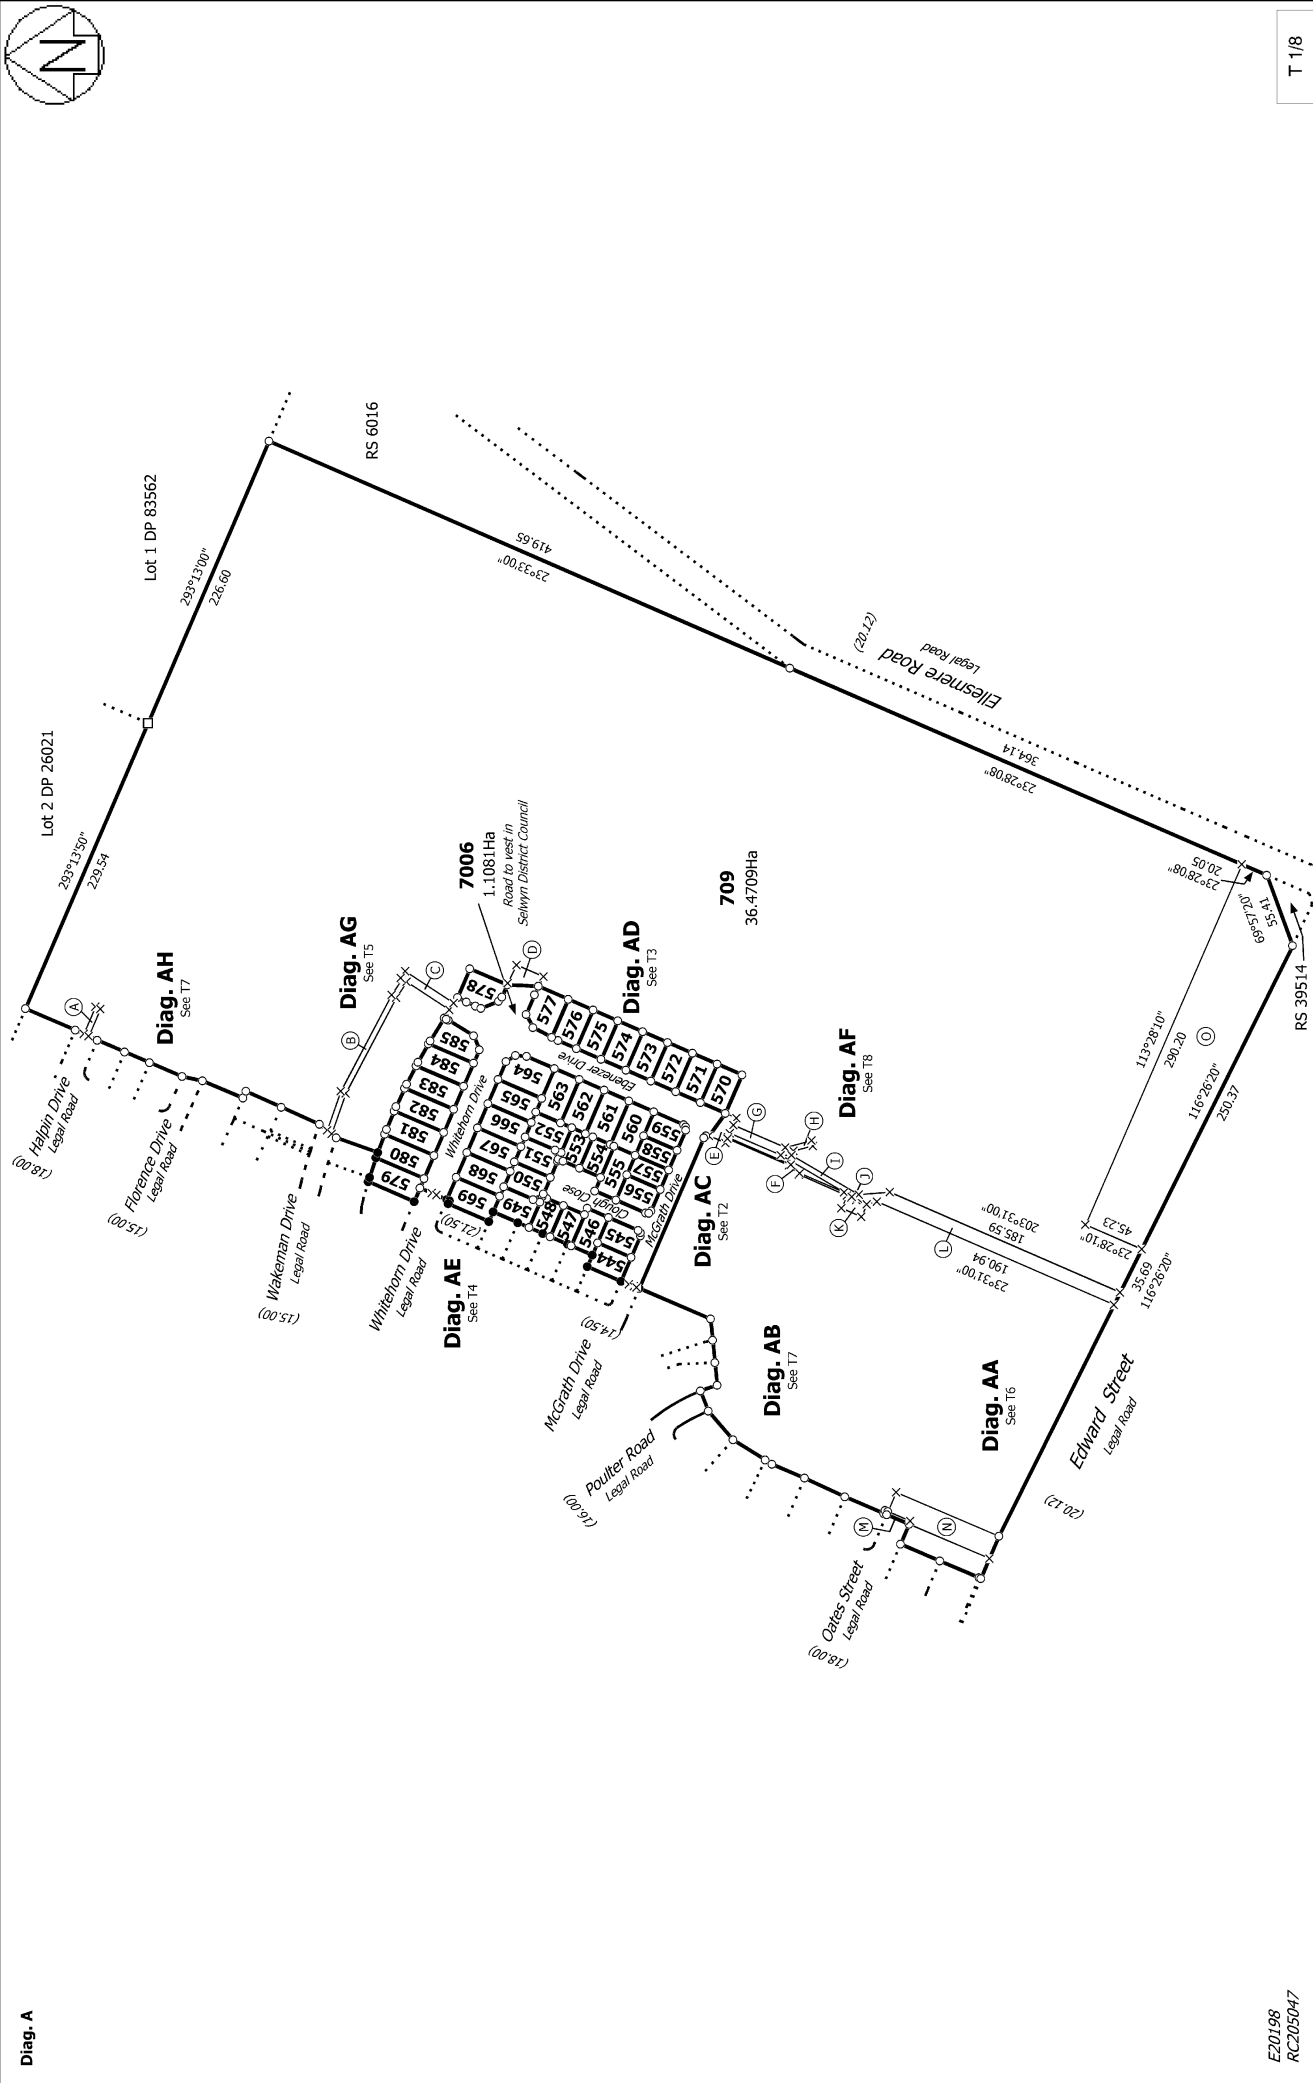 Diag. A
N
T 1/8
E20198
RC205047
Lot 2 DP 26021
Lot 1 DP 83562
RS 6016
RS 39514
293°13'50"
229.54
293°13'00"
226.60
419.65
23°33'00"
364.14
23°28'08"
20.05
23°28'08"
69°57'20"
55.41
Ellesmere Road
Legal Road
(20.12)
113°28'10"
290.20
O
116°26'20"
250.37
45.23
23°28'10"
35.69
116°26'20"
185.59
203°31'00"
190.94
23°31'00"
L
Edward Street
Legal Road
(20.12)
709
36.4709Ha
7006
1.1081Ha
Road to vest in
Selwyn District Council
Diag. AH
See T7
Diag. AG
See T5
Diag. AD
See T3
Diag. AF
See T8
Diag. AC
See T2
Diag. AE
See T4
Diag. AB
See T7
Diag. AA
See T6
Halpin Drive
Legal Road
(18.00)
Florence Drive
Legal Road
(15.00)
Wakeman Drive
Legal Road
(15.00)
Whitehorn Drive
Legal Road
(21.50)
McGrath Drive
Legal Road
(14.50)
Poulter Road
Legal Road
(16.00)
Oates Street
Legal Road
(18.00)
Whitehorn Drive
Ebenezer Drive
Clough Close
McGrath Drive
A
B
C
D
E
F
G
H
I
J
K
M
N
544
545
546
547
548
549
550
551
552
553
554
555
556
557
558
559
560
561
562
563
564
565
566
567
568
569
570
571
572
573
574
575
576
577
578
579
580
581
582
583
584
585